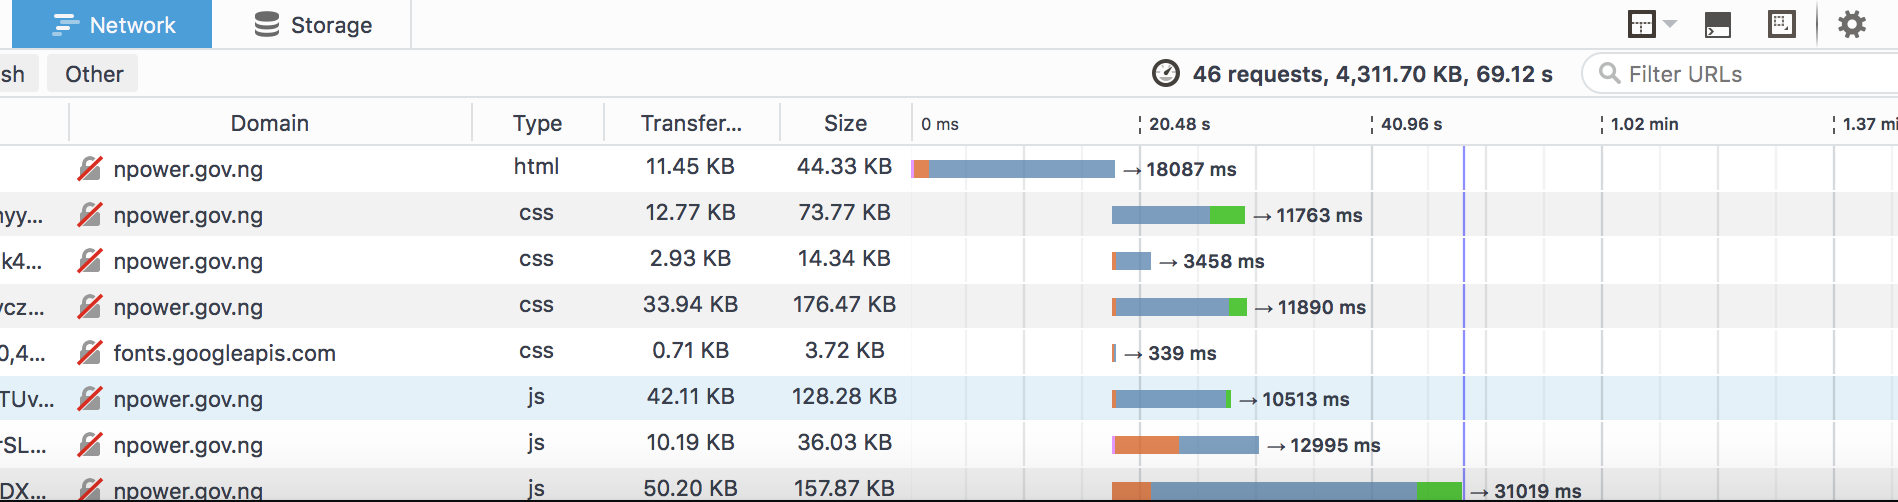 Network Storage
sh Other 46 requests, 4,311.70 KB, 69.12 s Filter URLs
Domain Type Transfer... Size 0 ms 20.48 s 40.96 s 1.02 min 1.37 mi
npower.gov.ng html 11.45 KB 44.33 KB → 18087 ms
nyy... npower.gov.ng css 12.77 KB 73.77 KB → 11763 ms
k4... npower.gov.ng css 2.93 KB 14.34 KB → 3458 ms
cz... npower.gov.ng css 33.94 KB 176.47 KB → 11890 ms
0,4... fonts.googleapis.com css 0.71 KB 3.72 KB → 339 ms
TUv... npower.gov.ng js 42.11 KB 128.28 KB → 10513 ms
rSL... npower.gov.ng js 10.19 KB 36.03 KB → 12995 ms
DX... npower.gov.ng js 50.20 KB 157.87 KB → 31019 ms